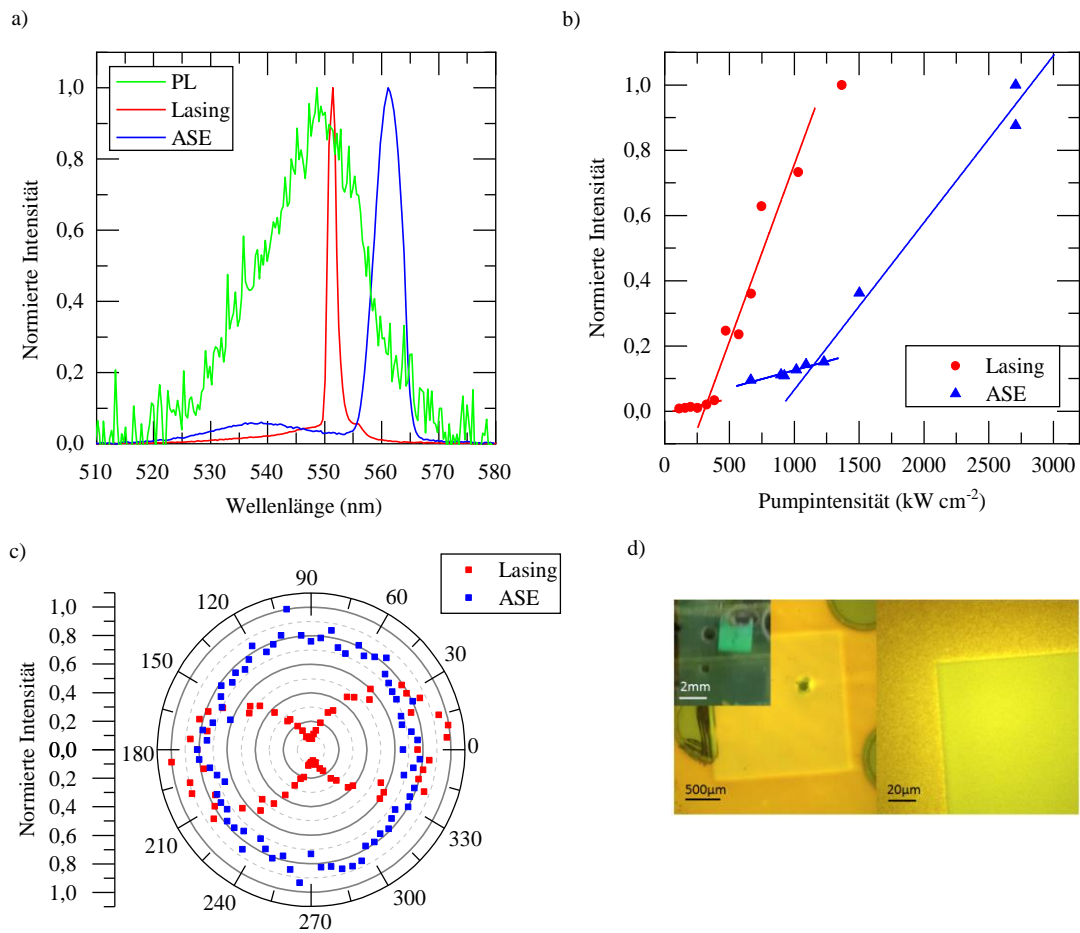 a)
1,0
0,8
0,6
0,4
0,2
0,0
Normierte Intensität
PL
Lasing
ASE
510 520 530 540 550 560 570 580
Wellenlänge (nm)
b)
1,0
0,8
0,6
0,4
0,2
0,0
Normierte Intensität
Lasing
ASE
0 500 1000 1500 2000 2500 3000
Pumpintensität (kW cm-2)
c)
Lasing
ASE
1,0
0,8
0,6
0,4
0,2
0,0
0,2
0,4
0,6
0,8
1,0
Normierte Intensität
0
30
60
90
120
150
180
210
240
270
300
330
d)
2mm
500µm
20µm